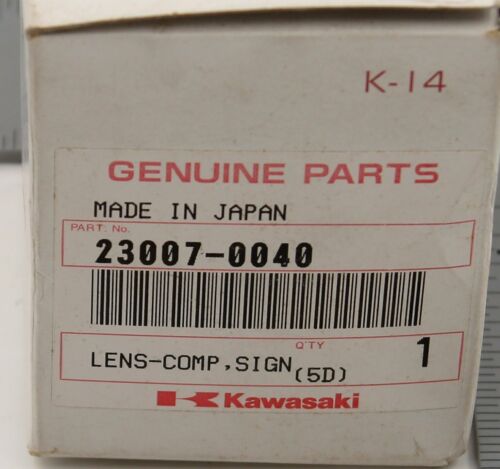 K-14
GENUINE PARTS
MADE IN JAPAN
PART: No.
23007-0040
Q'TY
1
LENS-COMP,SIGN(5D)
Kawasaki